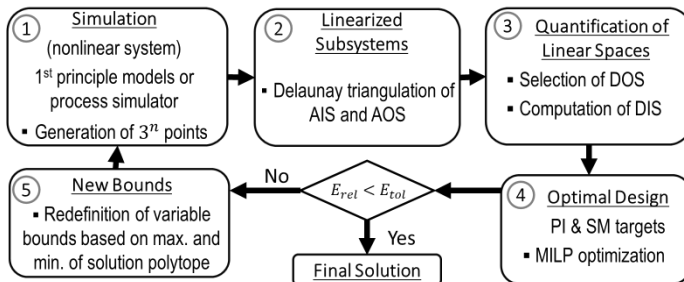 1
Simulation
(nonlinear system)
1st principle models or
process simulator
▪ Generation of 3^n points
2
Linearized
Subsystems
▪ Delaunay triangulation of
AIS and AOS
3
Quantification of
Linear Spaces
▪ Selection of DOS
▪ Computation of DIS
4
Optimal Design
PI & SM targets
▪ MILP optimization
E_rel < E_tol
No
Yes
5
New Bounds
▪ Redefinition of variable
bounds based on max. and
min. of solution polytope
Final Solution